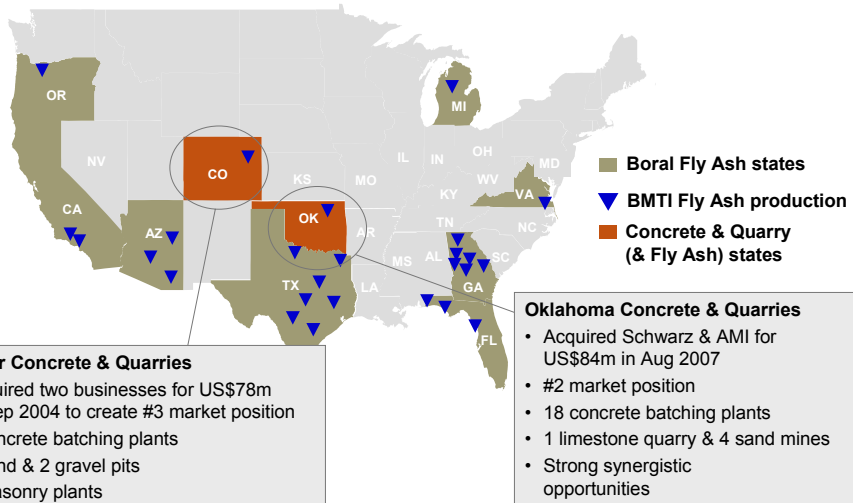 OR
MI
NV
IL
IN
OH
MD
CO
KS
MO
WV
VA
KY
CA
AZ
OK
AR
TN
NC
MS
AL
SC
TX
LA
GA
FL
Boral Fly Ash states
BMTI Fly Ash production
Concrete & Quarry
(& Fly Ash) states
r Concrete & Quarries
uired two businesses for US$78m
ep 2004 to create #3 market position
ncrete batching plants
nd & 2 gravel pits
asonry plants
Oklahoma Concrete & Quarries
• Acquired Schwarz & AMI for
US$84m in Aug 2007
• #2 market position
• 18 concrete batching plants
• 1 limestone quarry & 4 sand mines
• Strong synergistic
opportunities